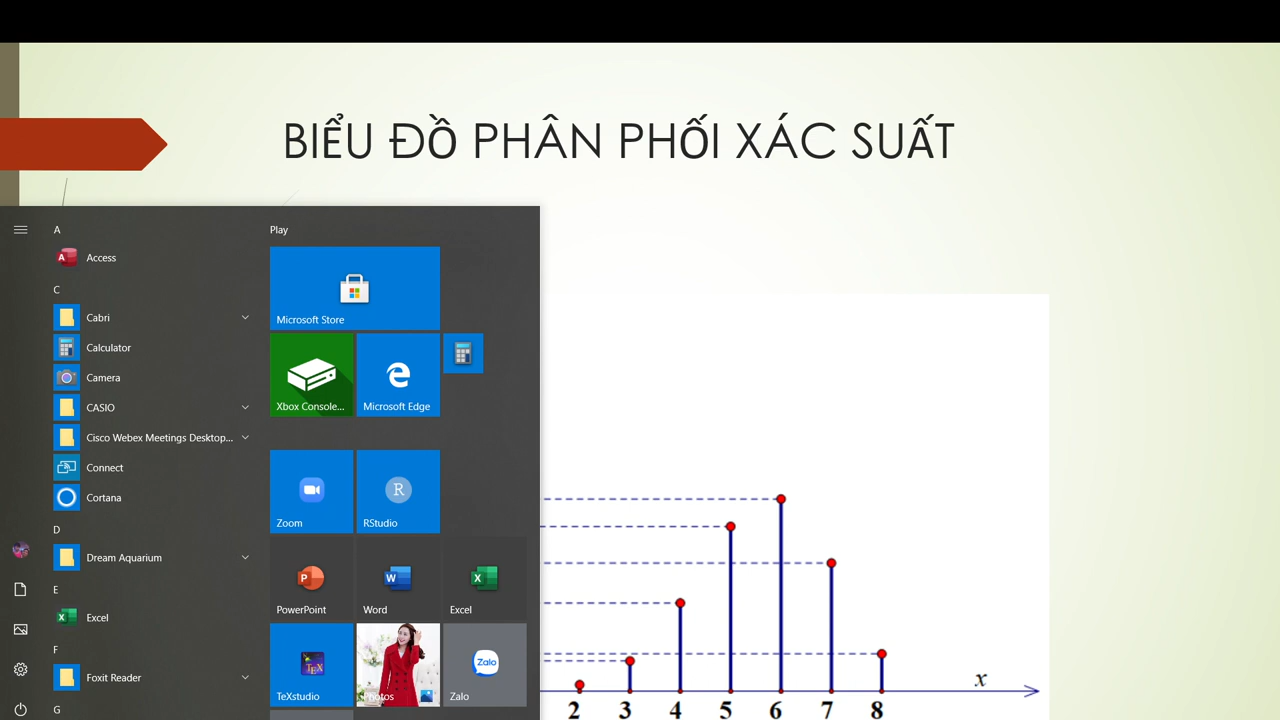 BIỂU ĐỒ PHÂN PHỐI XÁC SUẤT
A
Access
C
Cabri
Calculator
Camera
CASIO
Cisco Webex Meetings Desktop...
Connect
Cortana
D
Dream Aquarium
E
Excel
F
Foxit Reader
G
Play
Microsoft Store
Xbox Console...
Microsoft Edge
Zoom
R
RStudio
P
PowerPoint
W
Word
X
Excel
TEX
TeXstudio
Photos
Zalo
Zalo
x
2 3 4 5 6 7 8